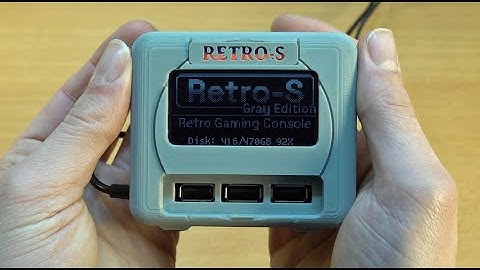 RETRO-S
Retro-S
Gray Edition
Retro Gaming Console
Disk: 416/470GB 92%